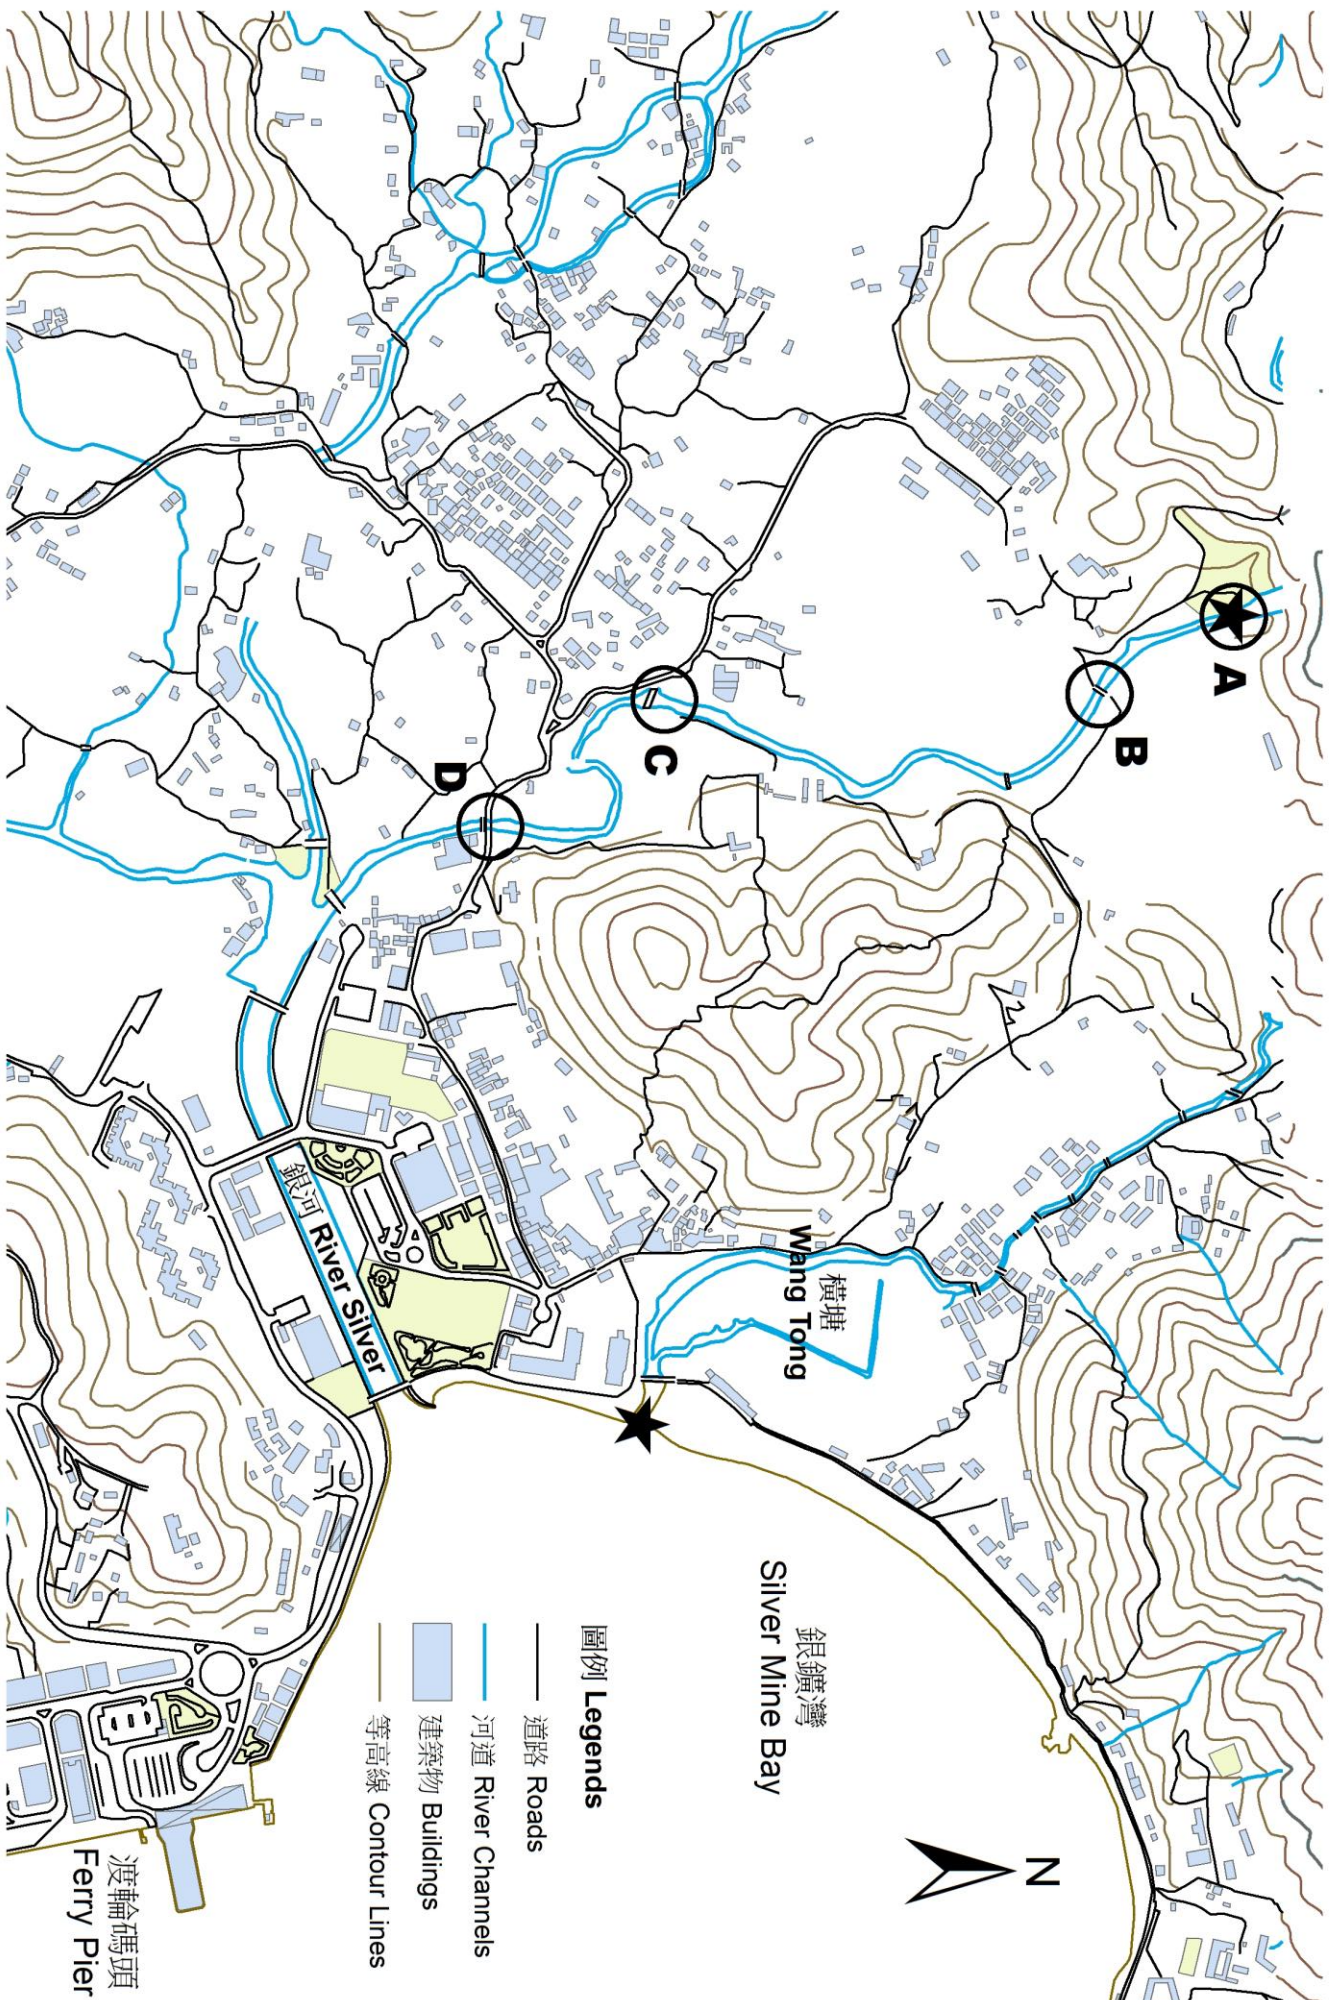 A
B
C
D
銀河 River Silver
橫塘
Wang Tong
銀鑛灣
Silver Mine Bay
圖例 Legends
道路 Roads
河道 River Channels
建築物 Buildings
等高線 Contour Lines
N
渡輪碼頭
Ferry Pier